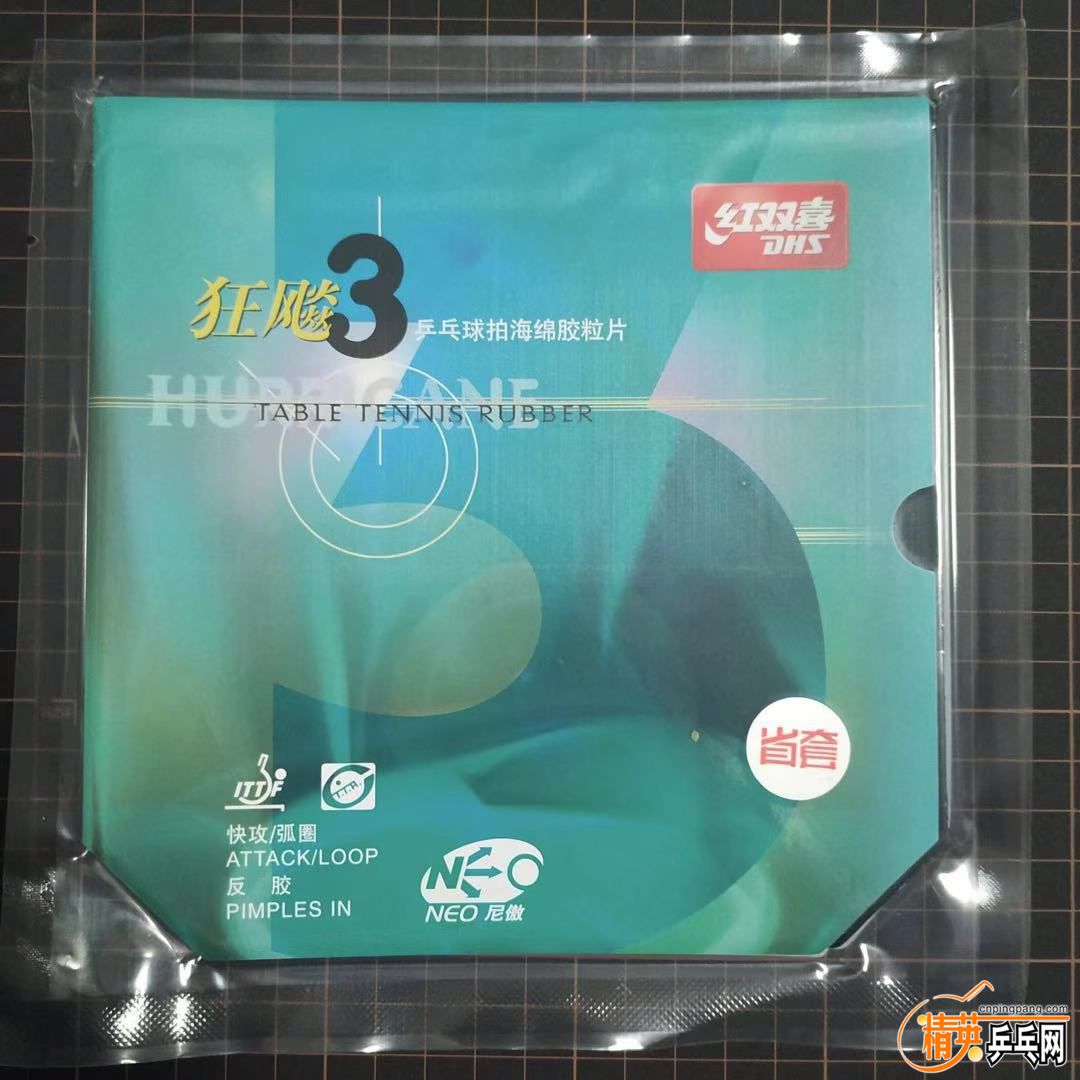 红双喜
DHS
狂飚3
乒乓球拍海绵胶粒片
HURRICANE
TABLE TENNIS RUBBER
省套
ITTF
T.T.A.
快攻/弧圈
ATTACK/LOOP
反 胶
PIMPLES IN
NEO
NEO 尼傲
cnpingpang.com
精英乒乓网